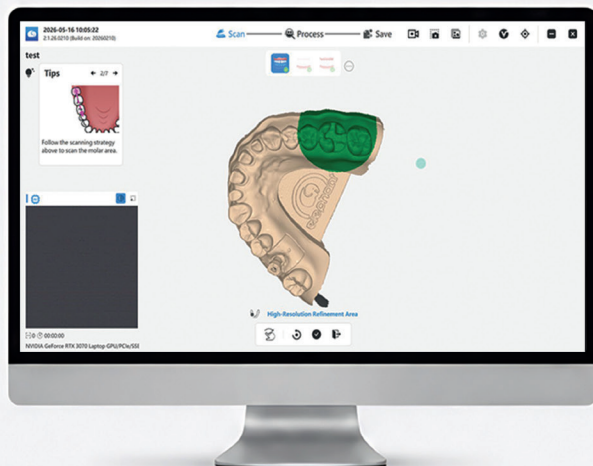 2026-05-16 10:05:22
2.1.26.0210 (Build on: 20260210)
Scan
Process
Save
test
Tips
2/7
Follow the scanning strategy
above to scan the molar area.
High-Resolution Refinement Area
0 00:00:00
NVIDIA GeForce RTX 3070 Laptop GPU/PCIe/SSE